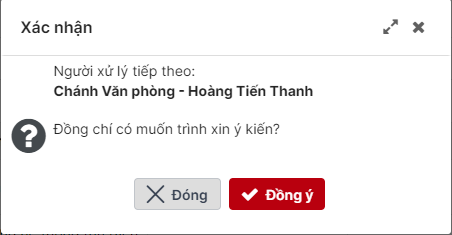 Xác nhận
Người xử lý tiếp theo:
Chánh Văn phòng - Hoàng Tiến Thanh
Đồng chí có muốn trình xin ý kiến?
Đóng
Đồng ý